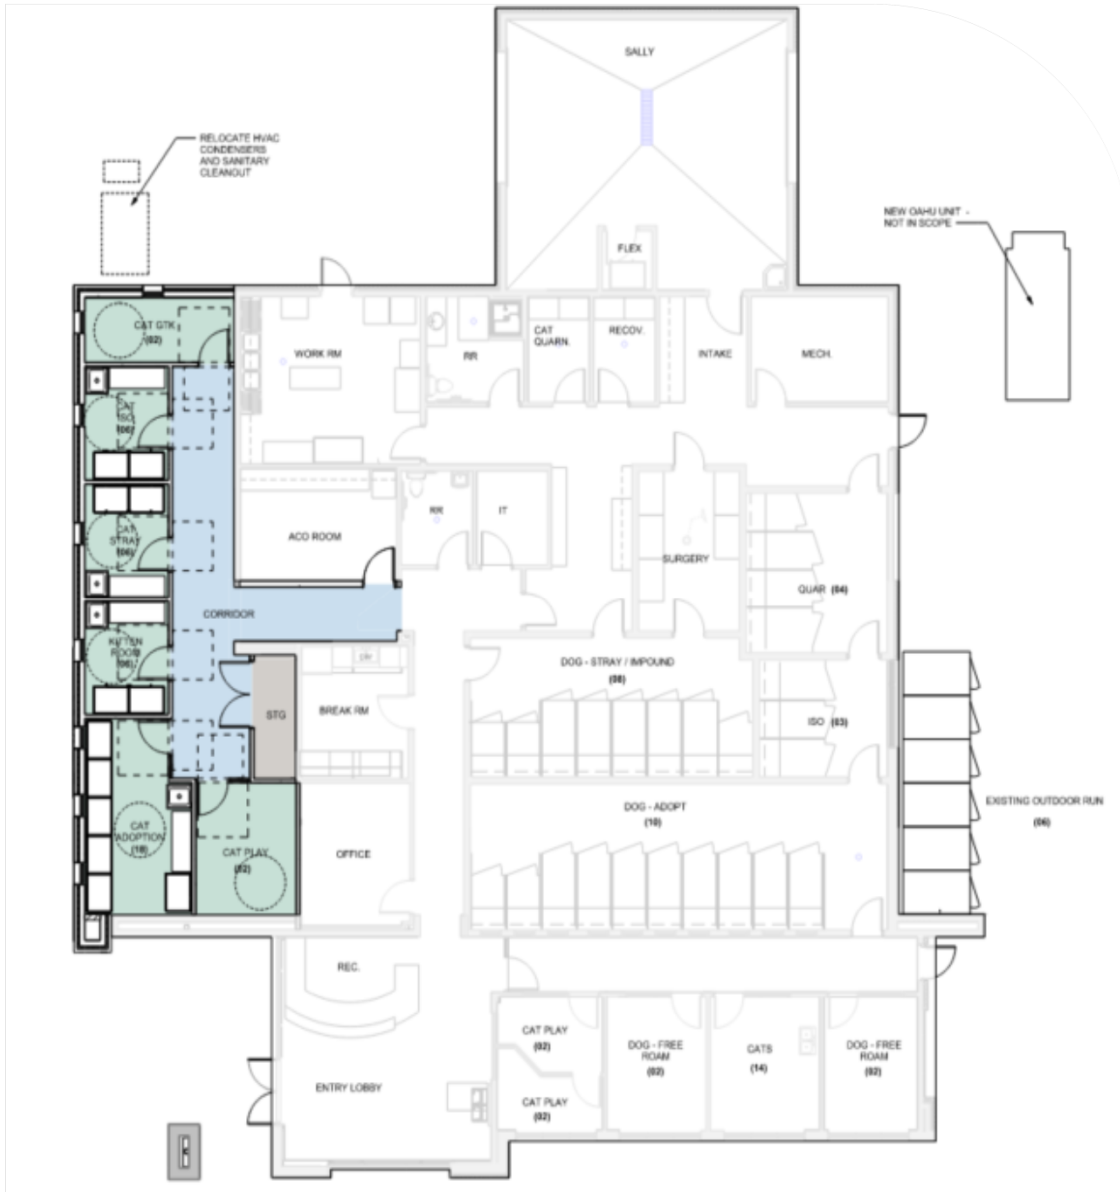 SALLY
RELOCATE HVAC
CONDENSERS
AND SANITARY
CLEANOUT
NEW OAHU UNIT -
NOT IN SCOPE
FLEX
CAT GTK
(02)
WORK RM
RR
CAT
QUARN.
RECOV.
INTAKE
MECH.
CAT
ISO
(06)
CAT
STRAY
(06)
ACO ROOM
RR
IT
SURGERY
QUAR (04)
CORRIDOR
KITTEN
ROOM
(06)
DOG - STRAY / IMPOUND
(08)
STG
BREAK RM
ISO (03)
CAT
ADOPTION
(18)
CAT PLAY
(02)
OFFICE
DOG - ADOPT
(10)
EXISTING OUTDOOR RUN
(06)
REC.
ENTRY LOBBY
CAT PLAY
(02)
CAT PLAY
(02)
DOG - FREE
ROAM
(02)
CATS
(14)
DOG - FREE
ROAM
(02)